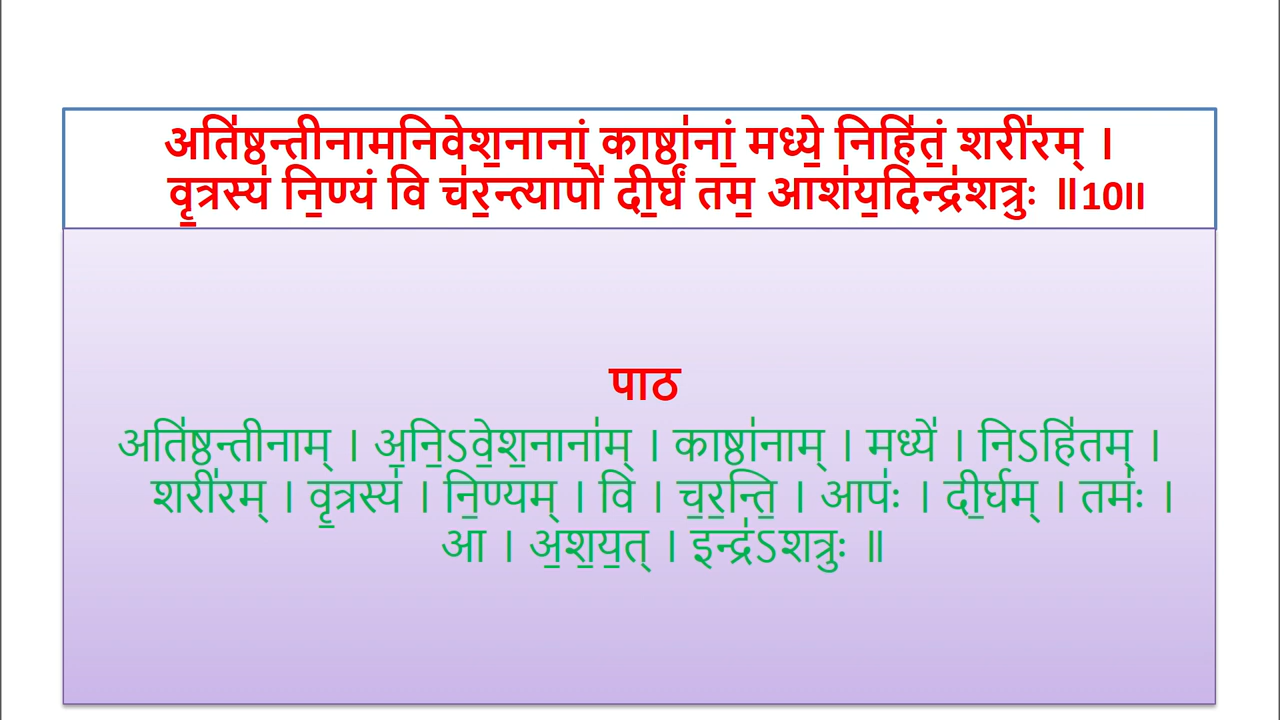 अति॑ष्ठन्तीनामनिवेश॒नानां॒ काष्ठा॑नां॒ मध्ये॒ निहि॑तं॒ शरी॑रम् ।
वृ॒त्रस्य॑ नि॒ण्यं वि च॑र॒न्त्यापो॑ दी॒र्घं तम॒ आश॑य॒दिन्द्र॑शत्रुः ॥10॥
पाठ
अति॑ष्ठन्तीनाम् । अ॒नि॒ऽवे॒श॒नाना॑म् । काष्ठा॑नाम् । मध्ये॑ । निऽहि॑तम् ।
शरी॑रम् । वृ॒त्रस्य॑ । नि॒ण्यम् । वि । च॒र॒न्ति॒ । आपः॑ । दी॒र्घम् । तमः॑ ।
आ । अ॒श॒य॒त् । इन्द्र॑ऽशत्रुः ॥